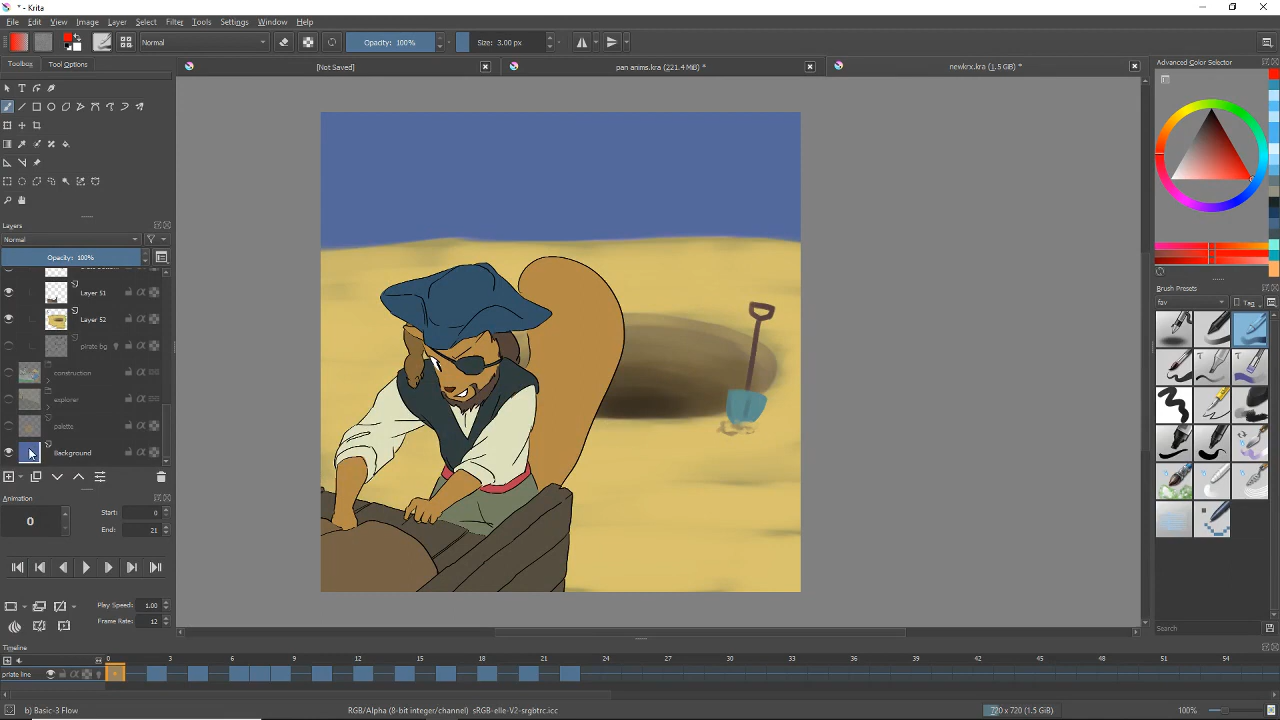 - Krita
File Edit View Image Layer Select Filter Tools Settings Window Help
Normal Opacity: 100% Size: 3.00 px
Toolbox Tool Options [Not Saved] pan anims.kra (221.4 MiB) * newkrx.kra (1.5 GiB) * Advanced Color Selector
Layers
Normal
Opacity: 100%
Layer 51
Layer 52
pirate bg
construction
explorer
palette
Background
Brush Presets
fav Tag
Search
Animation
0 Start: 0
End: 21
Play Speed: 1.00
Frame Rate: 12
Timeline
0 3 6 9 12 15 18 21 24 27 30 33 36 39 42 45 48 51 54
pirate line
b) Basic-3 Flow RGB/Alpha (8-bit integer/channel) sRGB-elle-V2-srgbtrc.icc 720 x 720 (1.5 GiB) 100%